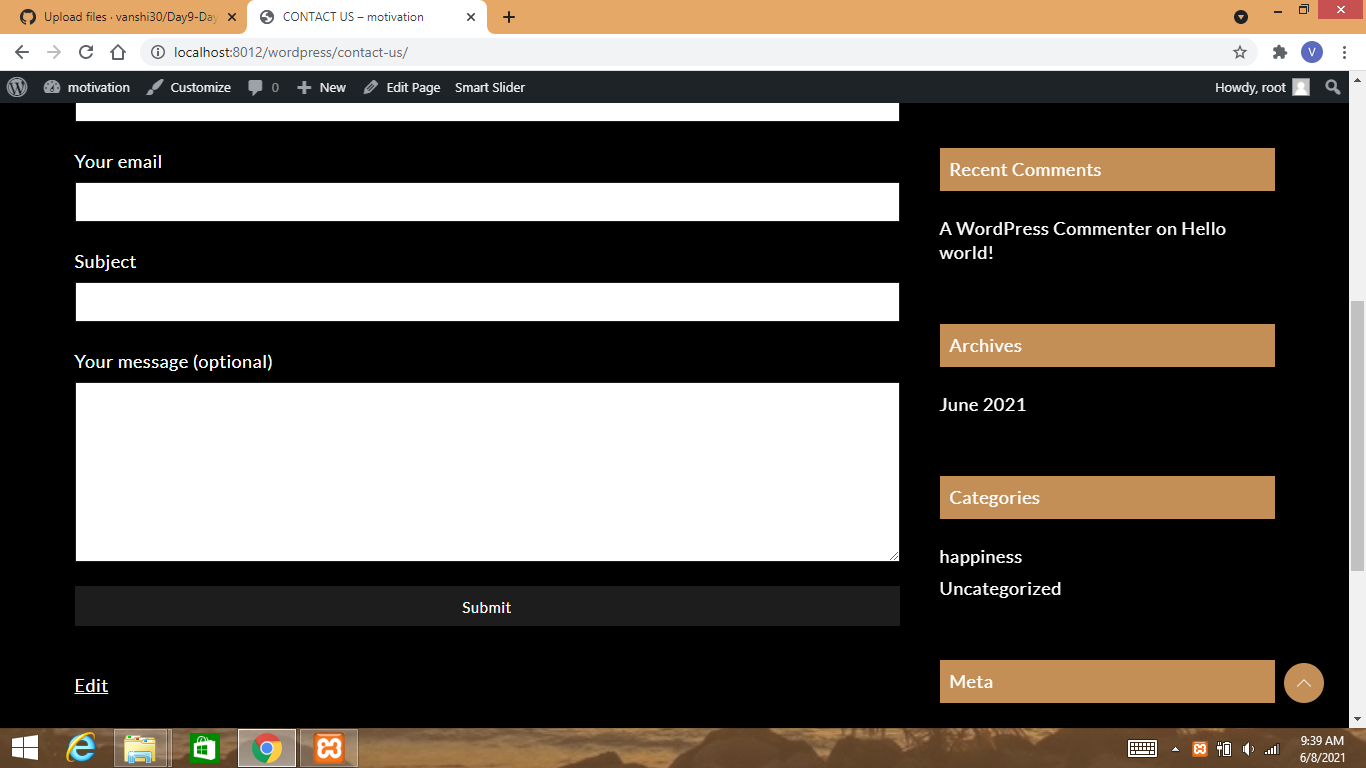 Upload files · vanshi30/Day9-Day
CONTACT US – motivation
localhost:8012/wordpress/contact-us/
V
motivation
Customize
0
New
Edit Page
Smart Slider
Howdy, root
Your email
Subject
Your message (optional)
Submit
Edit
Recent Comments
A WordPress Commenter on Hello
world!
Archives
June 2021
Categories
happiness
Uncategorized
Meta
9:39 AM
6/8/2021